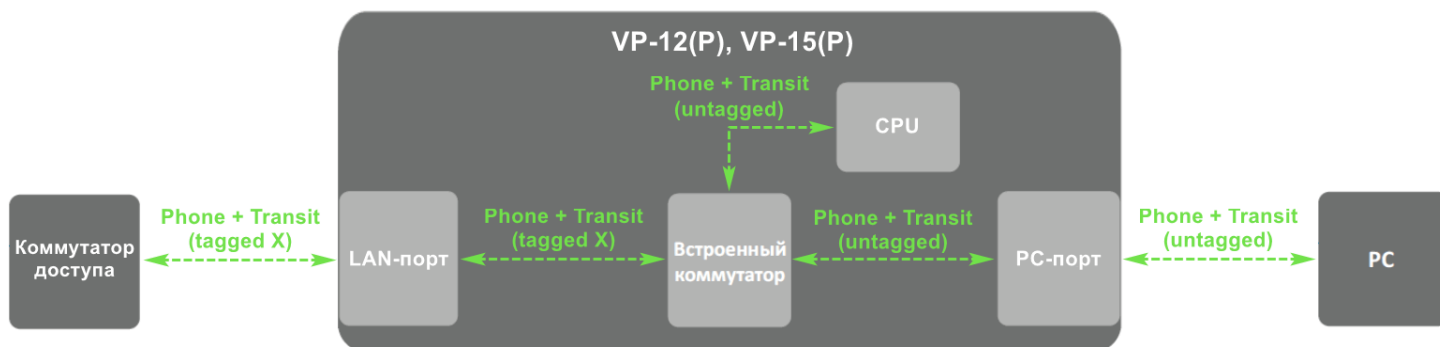 VP-12(P), VP-15(P)
Phone + Transit
(untagged)
CPU
Коммутатор
доступа
Phone + Transit
(tagged X)
LAN-порт
Phone + Transit
(tagged X)
Встроенный
коммутатор
Phone + Transit
(untagged)
PC-порт
Phone + Transit
(untagged)
PC